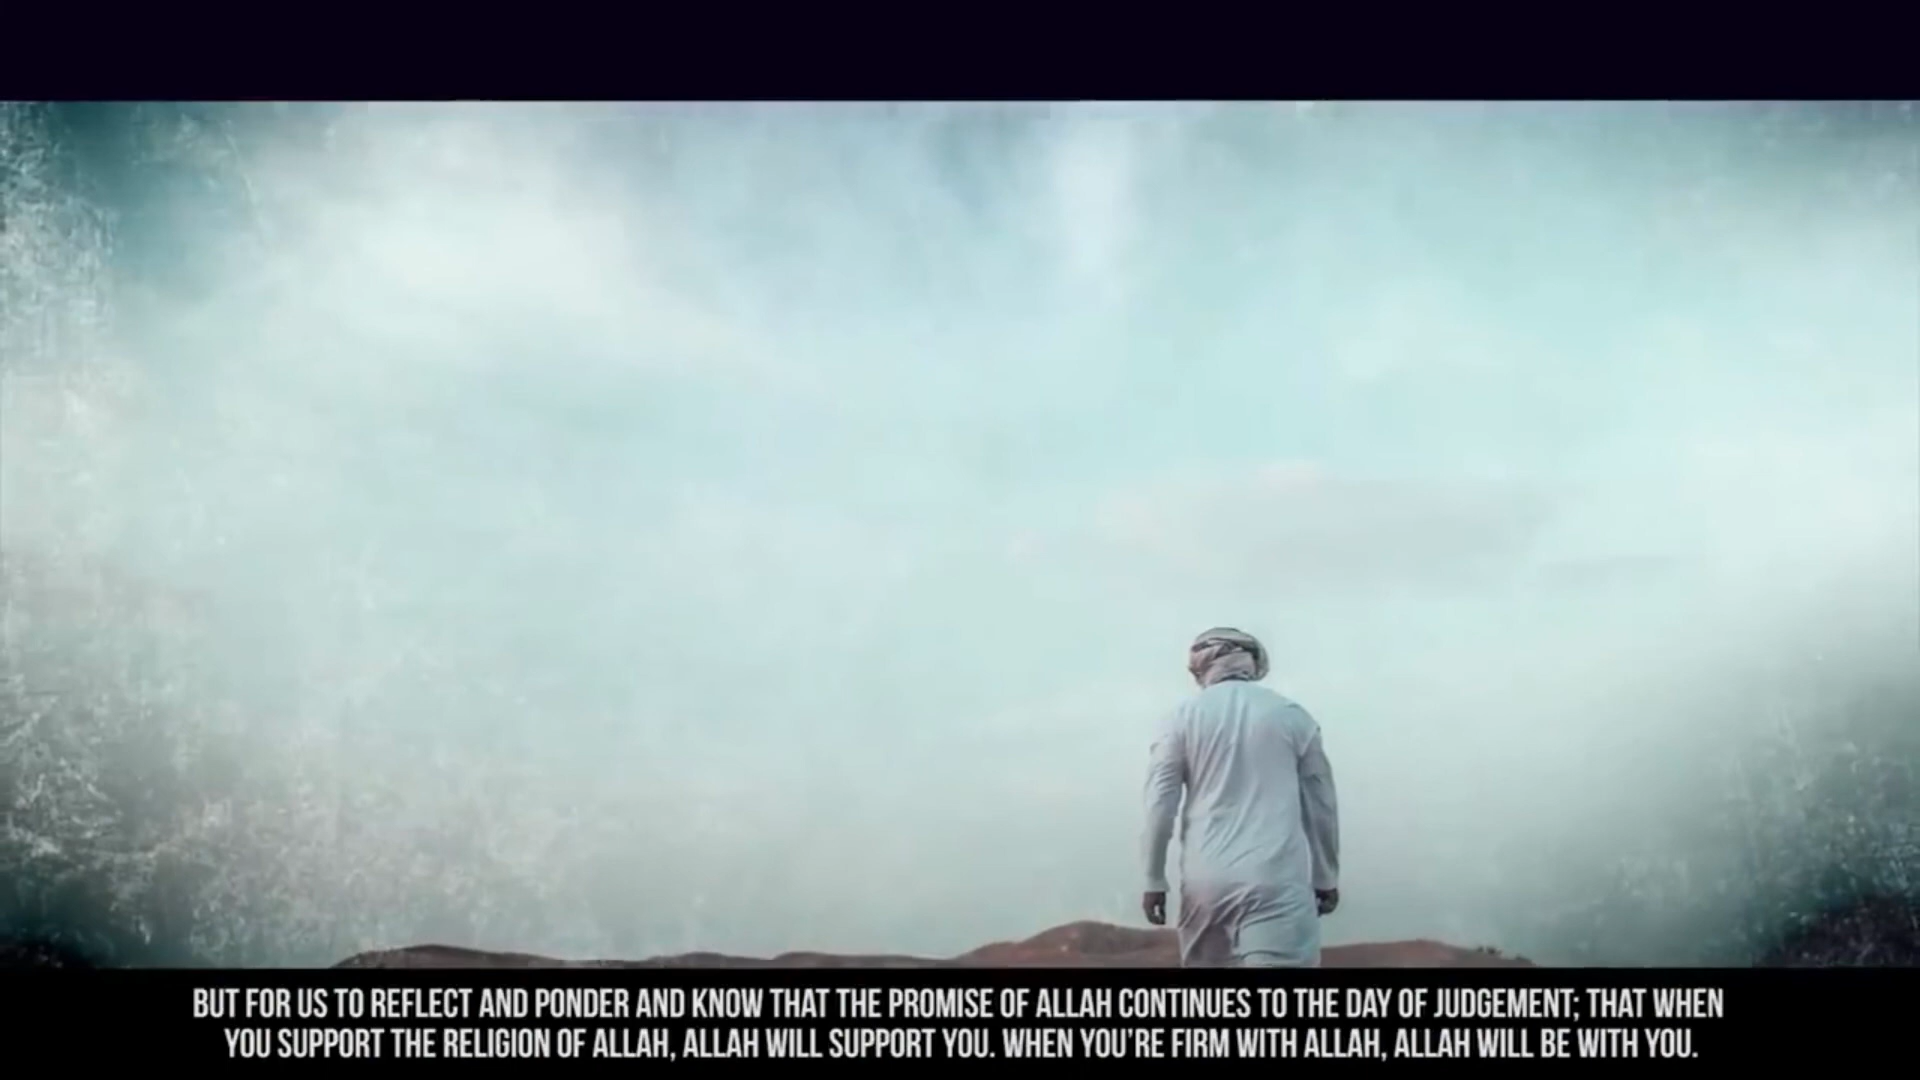 BUT FOR US TO REFLECT AND PONDER AND KNOW THAT THE PROMISE OF ALLAH CONTINUES TO THE DAY OF JUDGEMENT; THAT WHEN
YOU SUPPORT THE RELIGION OF ALLAH, ALLAH WILL SUPPORT YOU. WHEN YOU'RE FIRM WITH ALLAH, ALLAH WILL BE WITH YOU.